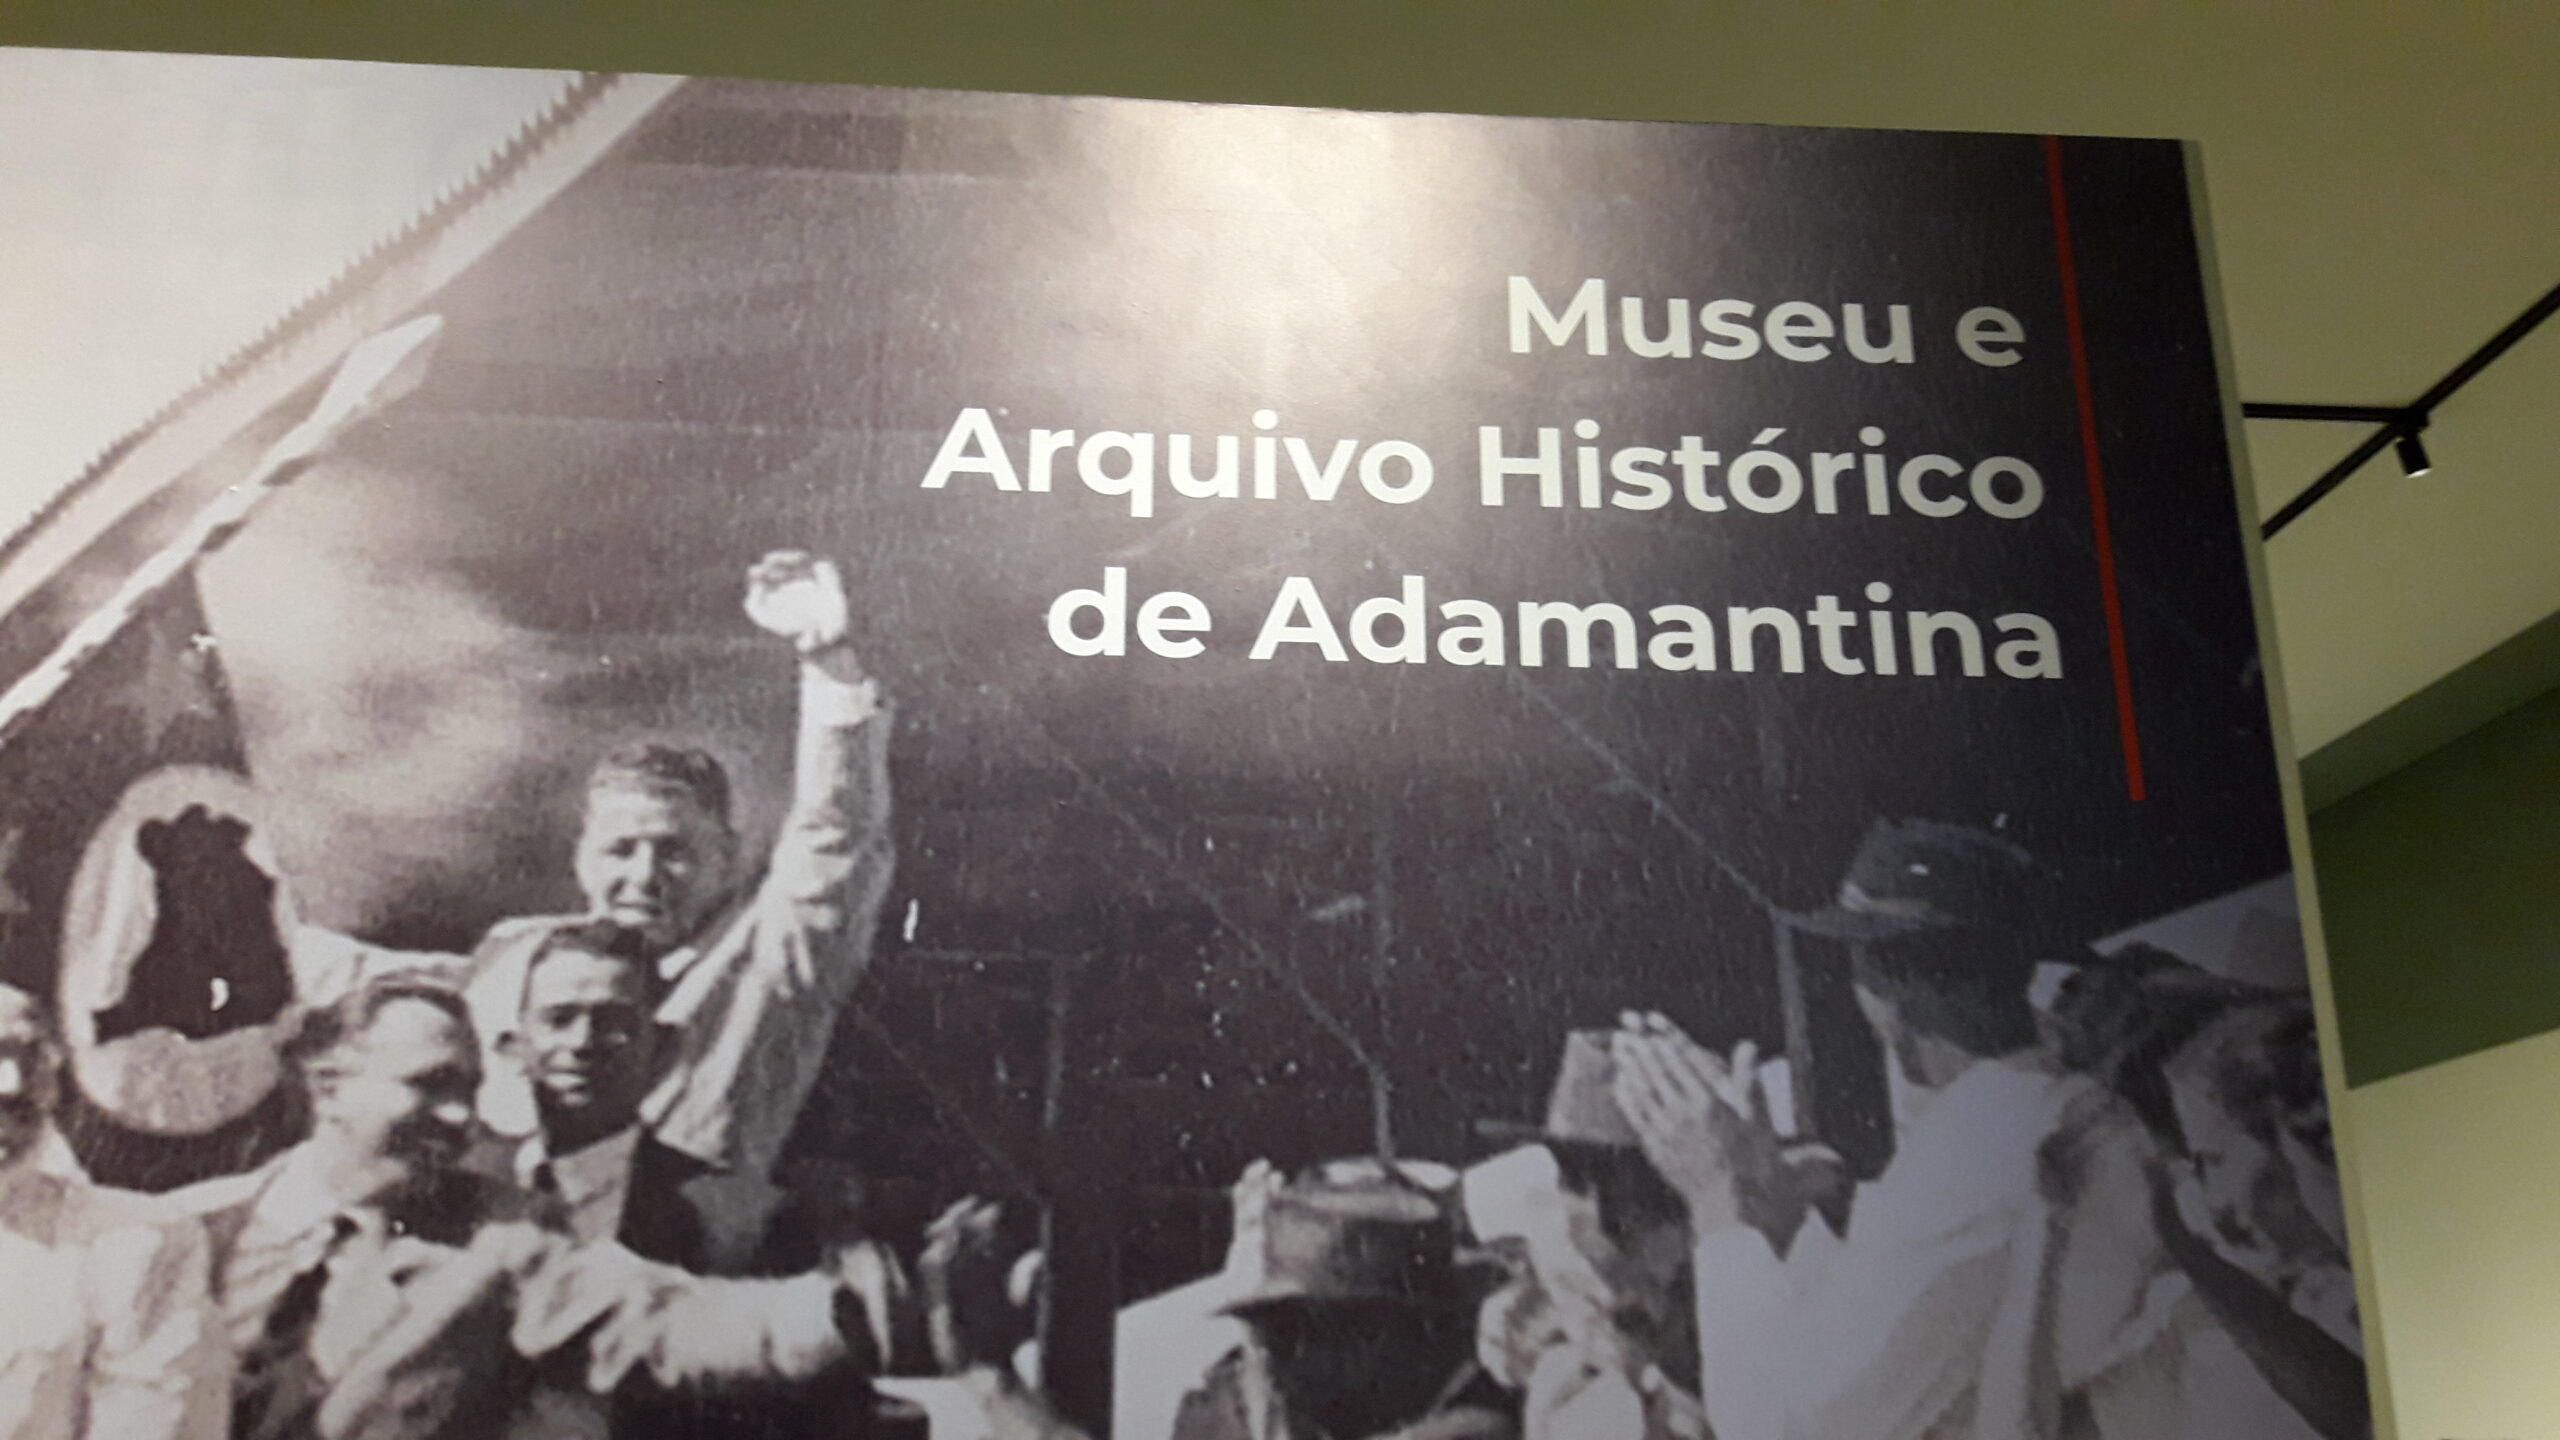 Museu e
Arquivo Histórico
de Adamantina